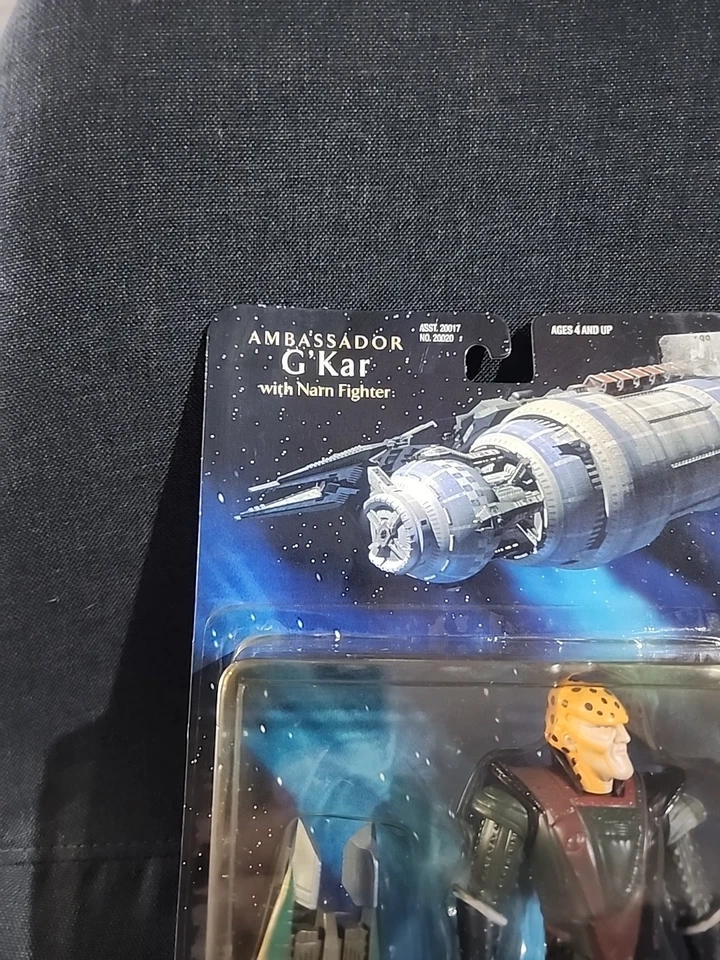 AMBASSADOR
G'Kar
with Narn Fighter
ASST. 20017
NO. 20020
AGES 4 AND UP